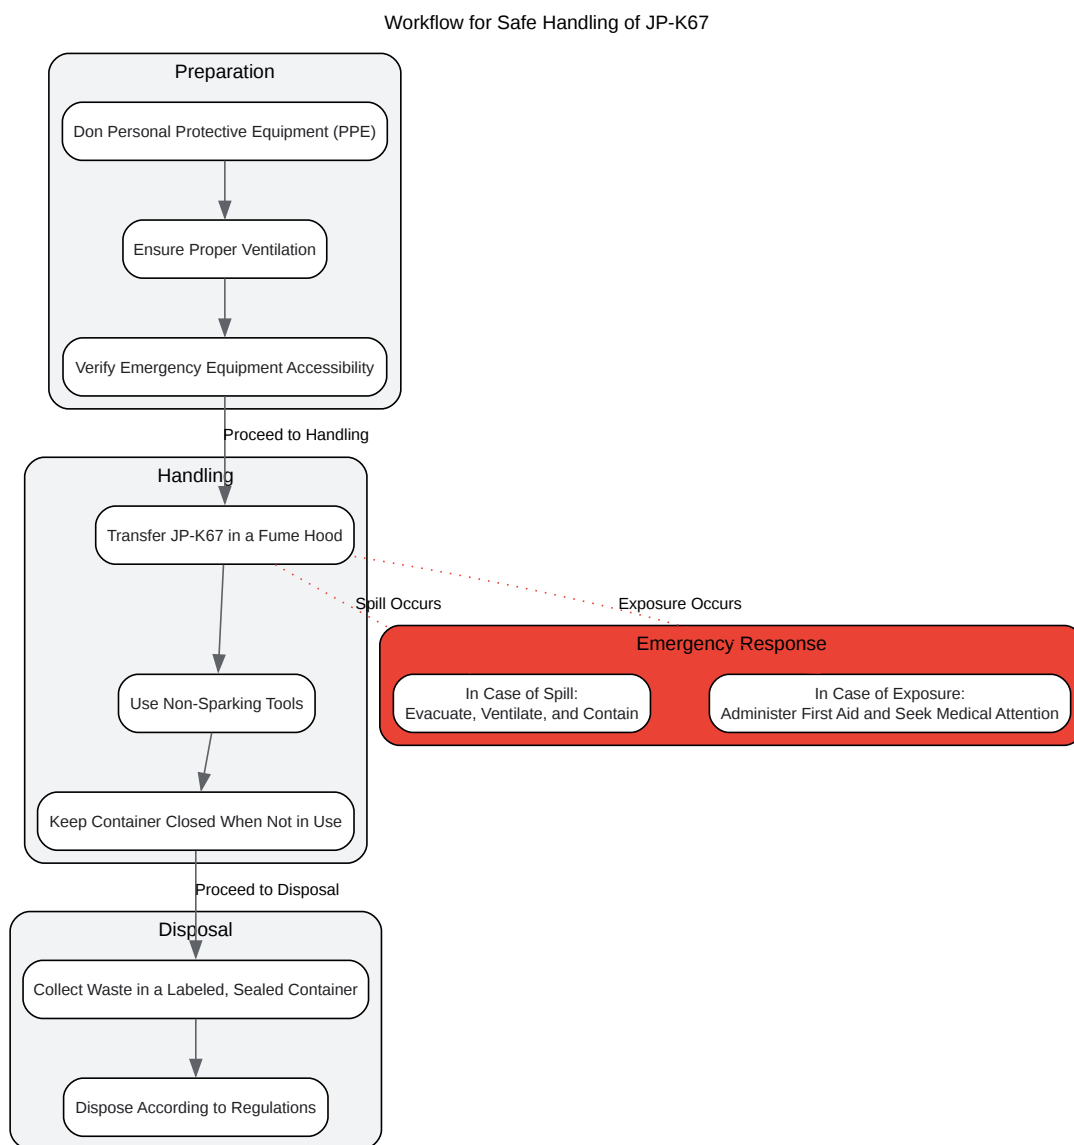 Workflow for Safe Handling of JP-K67
Preparation
Don Personal Protective Equipment (PPE)
Ensure Proper Ventilation
Verify Emergency Equipment Accessibility
Proceed to Handling
Handling
Transfer JP-K67 in a Fume Hood
Spill Occurs
Exposure Occurs
Emergency Response
In Case of Spill:
Evacuate, Ventilate, and Contain
In Case of Exposure:
Administer First Aid and Seek Medical Attention
Use Non-Sparking Tools
Keep Container Closed When Not in Use
Proceed to Disposal
Disposal
Collect Waste in a Labeled, Sealed Container
Dispose According to Regulations